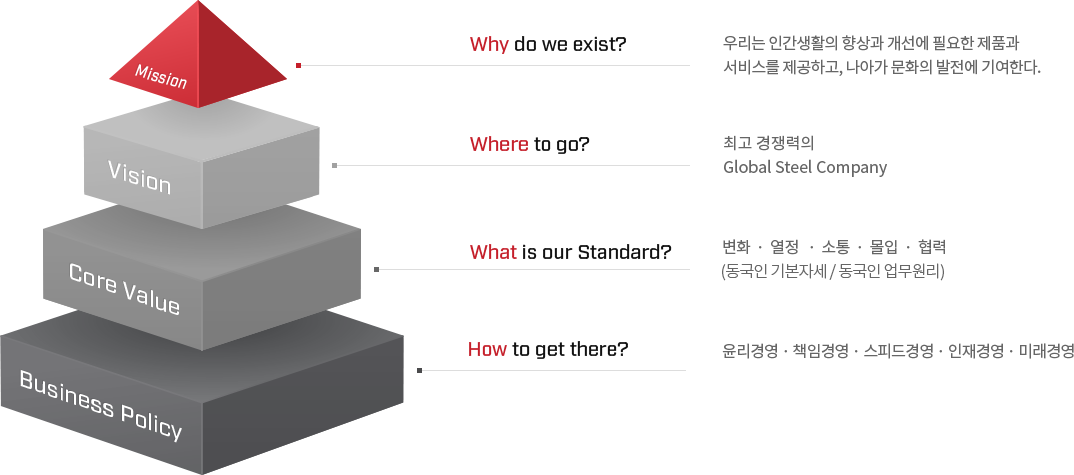 Mission
Why do we exist?
우리는 인간생활의 향상과 개선에 필요한 제품과
서비스를 제공하고, 나아가 문화의 발전에 기여한다.
Vision
Where to go?
최고 경쟁력의
Global Steel Company
Core Value
What is our Standard?
변화 · 열정 · 소통 · 몰입 · 협력
(동국인 기본자세 / 동국인 업무원리)
Business Policy
How to get there?
윤리경영 · 책임경영 · 스피드경영 · 인재경영 · 미래경영